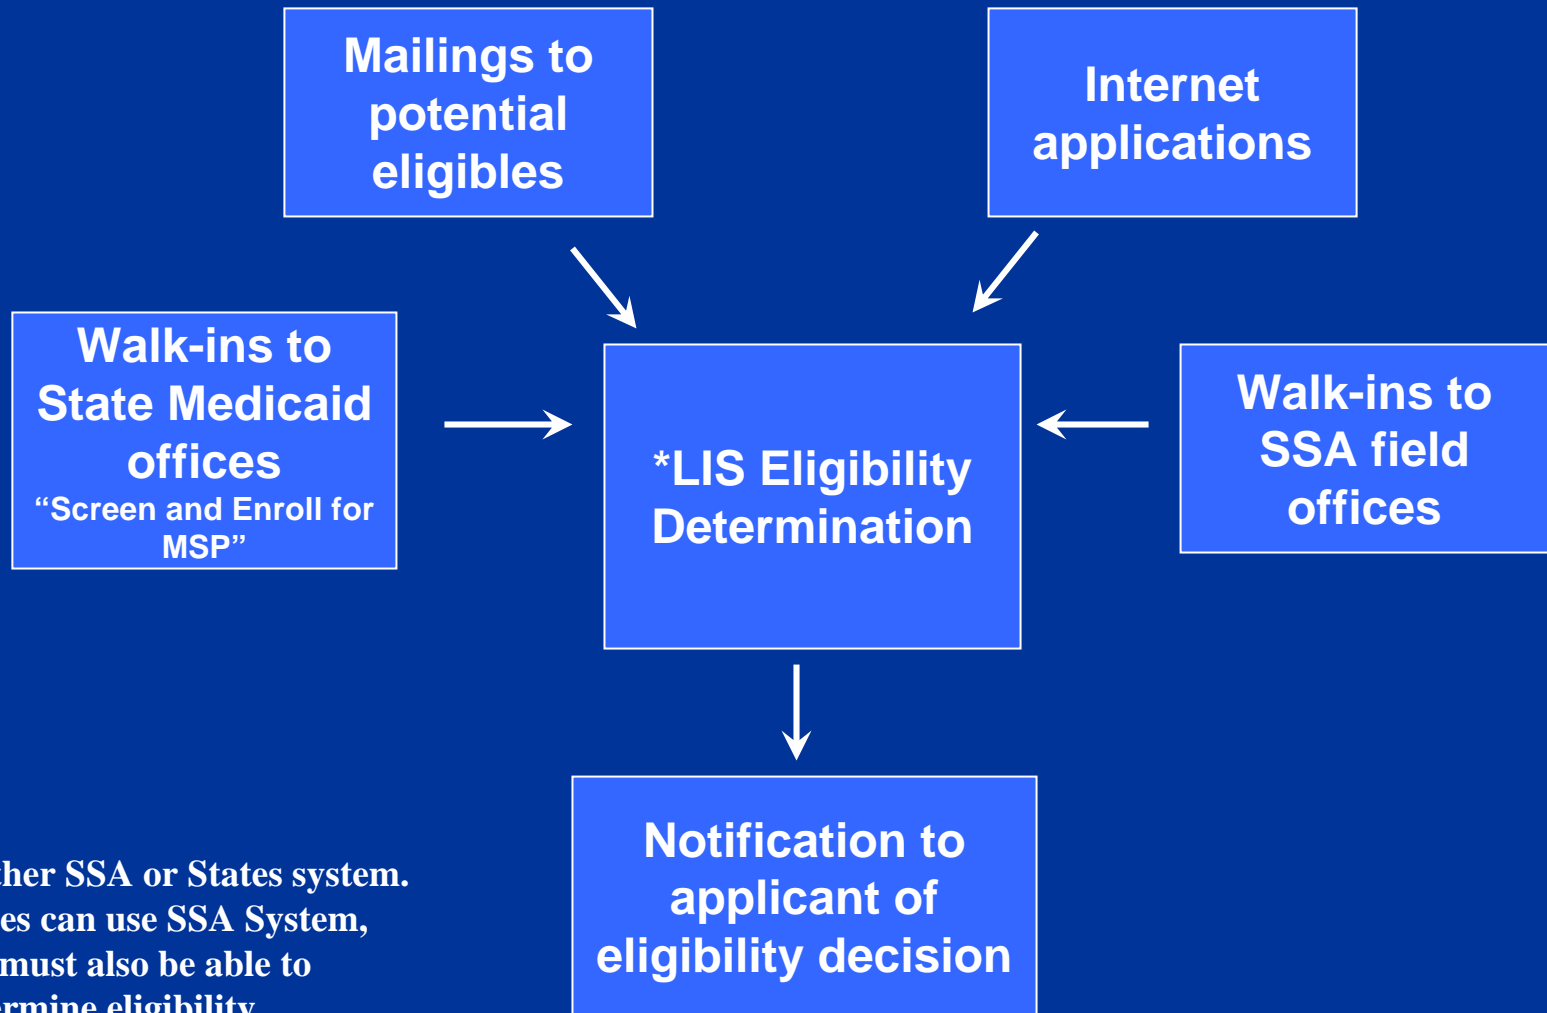 Mailings to
potential
eligibles
Internet
applications
Walk-ins to
State Medicaid
offices
“Screen and Enroll for
MSP”
*LIS Eligibility
Determination
Walk-ins to
SSA field
offices
Notification to
applicant of
eligibility decision
SSA or States system.
can use SSA System,
must also be able to
eligibility